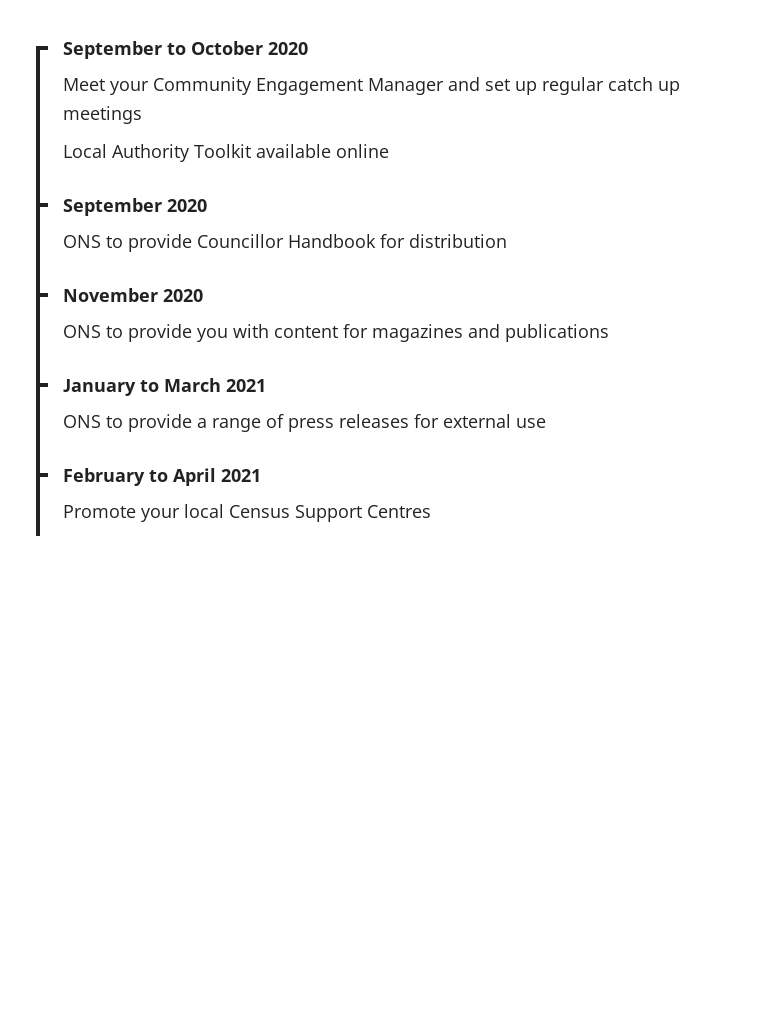 September to October 2020
Meet your Community Engagement Manager and set up regular catch up
meetings
Local Authority Toolkit available online
September 2020
ONS to provide Councillor Handbook for distribution
November 2020
ONS to provide you with content for magazines and publications
January to March 2021
ONS to provide a range of press releases for external use
February to April 2021
Promote your local Census Support Centres